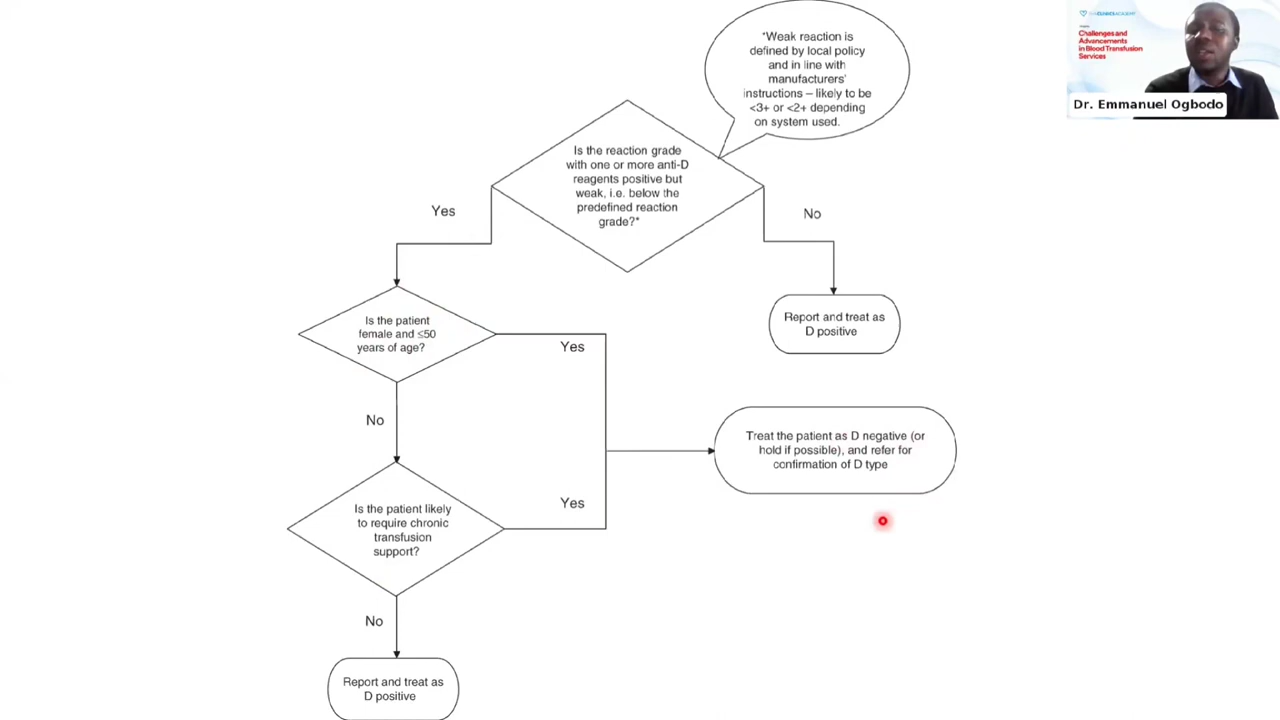 *Weak reaction is
defined by local policy
and in line with
manufacturers'
instructions – likely to be
<3+ or <2+ depending
on system used.
Is the reaction grade
with one or more anti-D
reagents positive but
weak, i.e. below the
predefined reaction
grade?*
Yes
No
Report and treat as
D positive
Is the patient
female and ≤50
years of age?
Yes
No
Treat the patient as D negative (or
hold if possible), and refer for
confirmation of D type
Yes
Is the patient likely
to require chronic
transfusion
support?
No
Report and treat as
D positive
Challenges and
Advancements
in Blood Transfusion
Services
Dr. Emmanuel Ogbodo